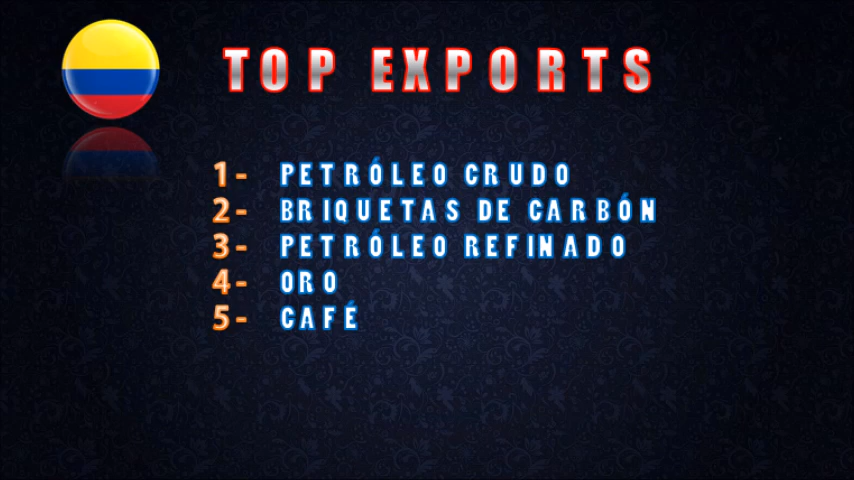 TOP EXPORTS
1- PETRÓLEO CRUDO
2- BRIQUETAS DE CARBÓN
3- PETRÓLEO REFINADO
4- ORO
5- CAFÉ